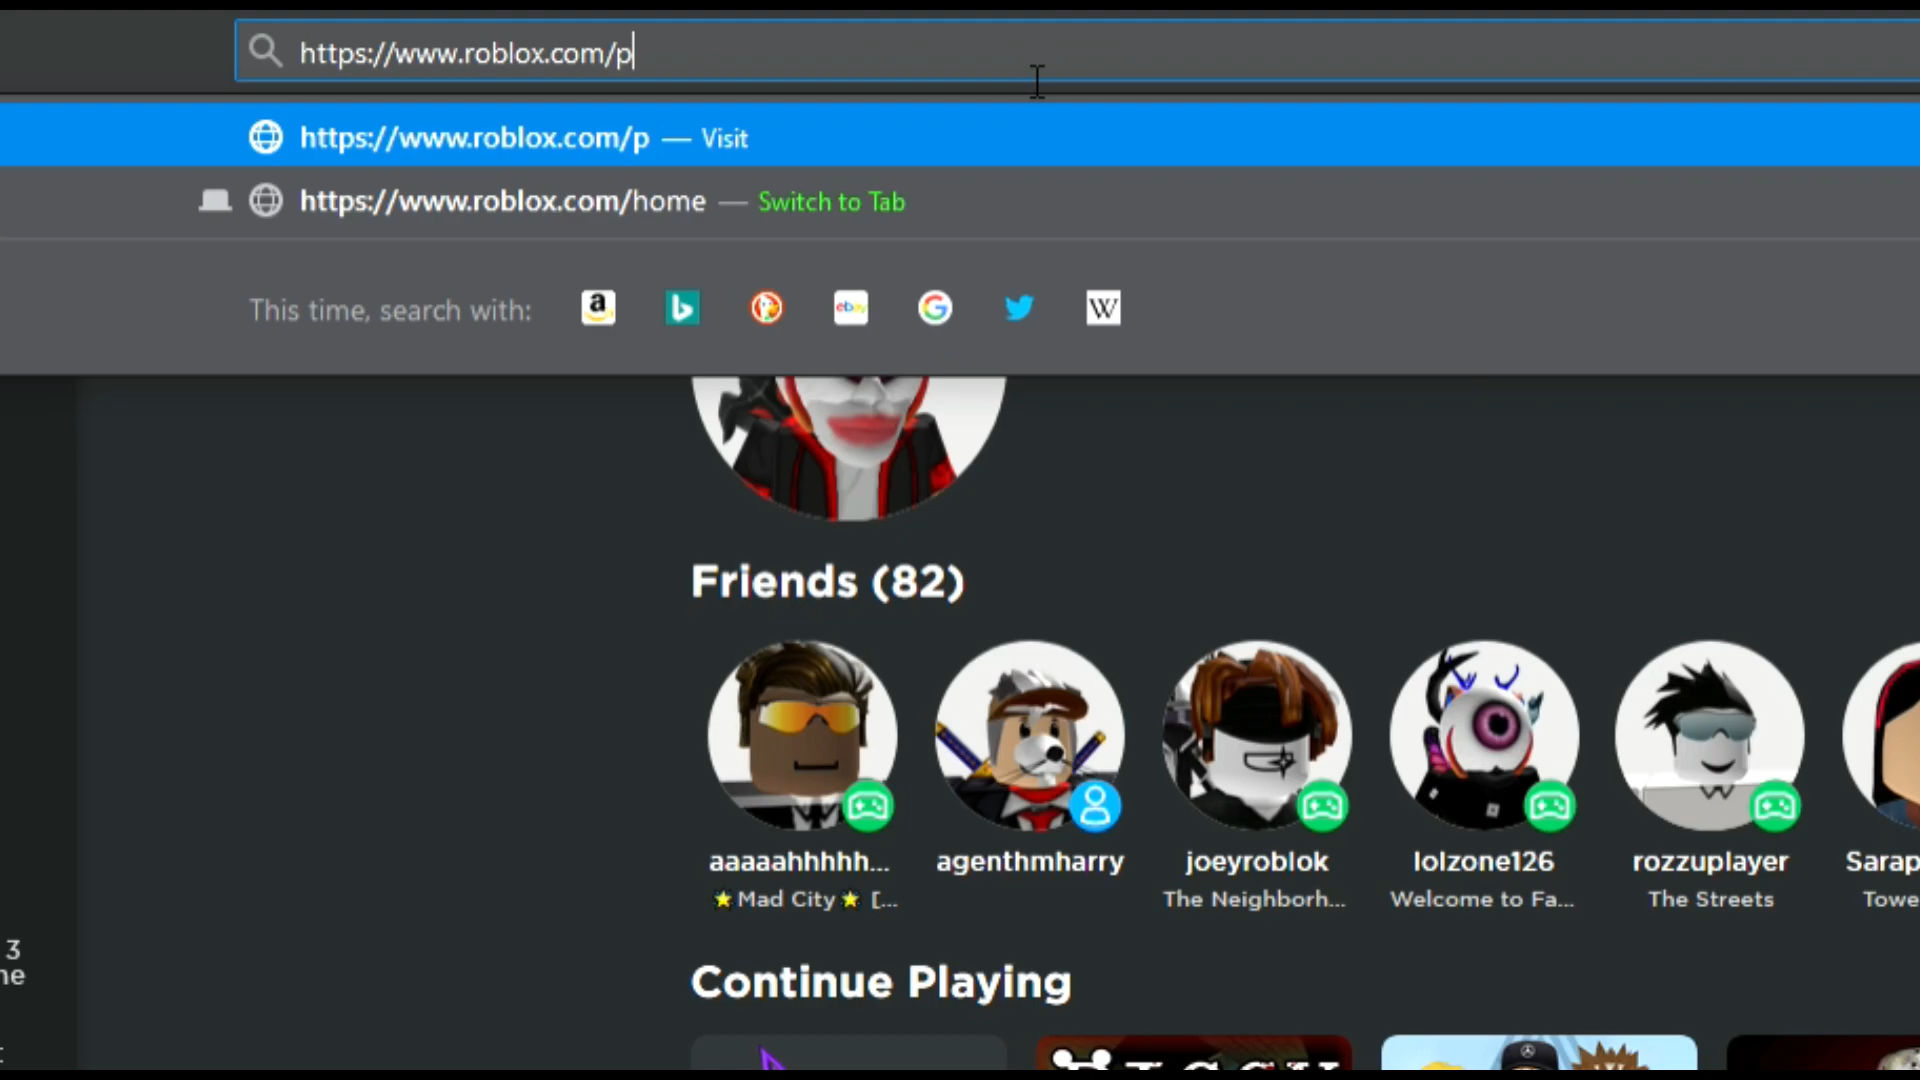 https://www.roblox.com/p
https://www.roblox.com/p — Visit
https://www.roblox.com/home — Switch to Tab
This time, search with: a b ebay G W
Friends (82)
aaaaahhhhh... agenthmharry joeyroblok lolzone126 rozzuplayer Sarap
Mad City [... The Neighborh... Welcome to Fa... The Streets Towe
3
ne
Continue Playing